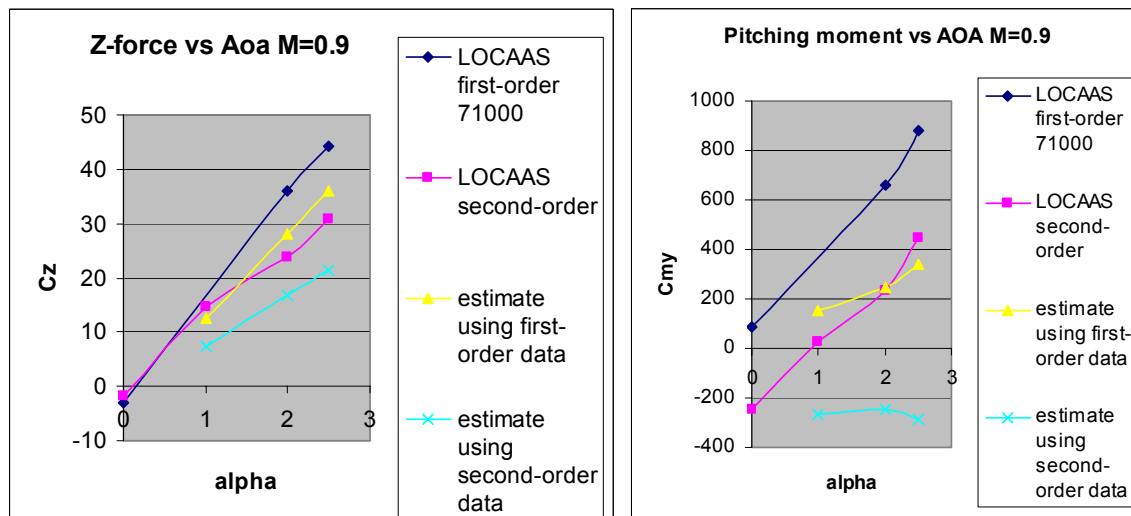 Z-force vs Aoa M=0.9
50
40
30
20
10
0
-10
0
1
2
3
Cz
alpha
LOCAAS
first-order
71000
LOCAAS
second-order
estimate
using first-
order data
estimate
using
second-order
data
Pitching moment vs AOA M=0.9
1000
800
600
400
200
0
-200
-400
0
1
2
3
Cmy
alpha
LOCAAS
first-order
71000
LOCAAS
second-
order
estimate
using first-
order data
estimate
using
second-
order data